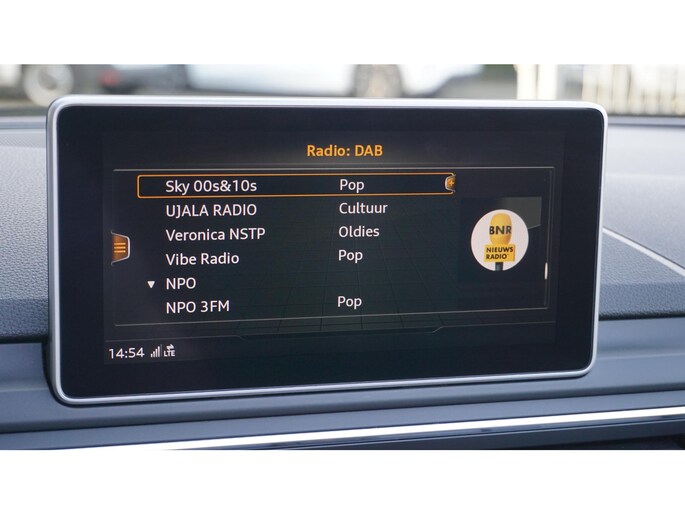 Radio: DAB
Sky 00s&10s Pop
UJALA RADIO Cultuur
Veronica NSTP Oldies
Vibe Radio Pop
▼ NPO
NPO 3FM Pop
BNR
NIEUWS
RADIO
14:54 LTE